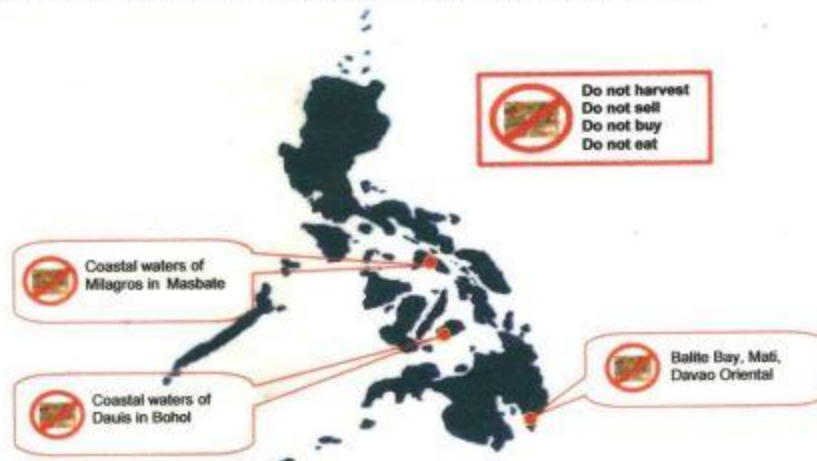 Do not harvest
Do not sell
Do not buy
Do not eat
Coastal waters of
Milagros in Masbate
Coastal waters of
Dauis in Bohol
Balite Bay, Mati,
Davao Oriental